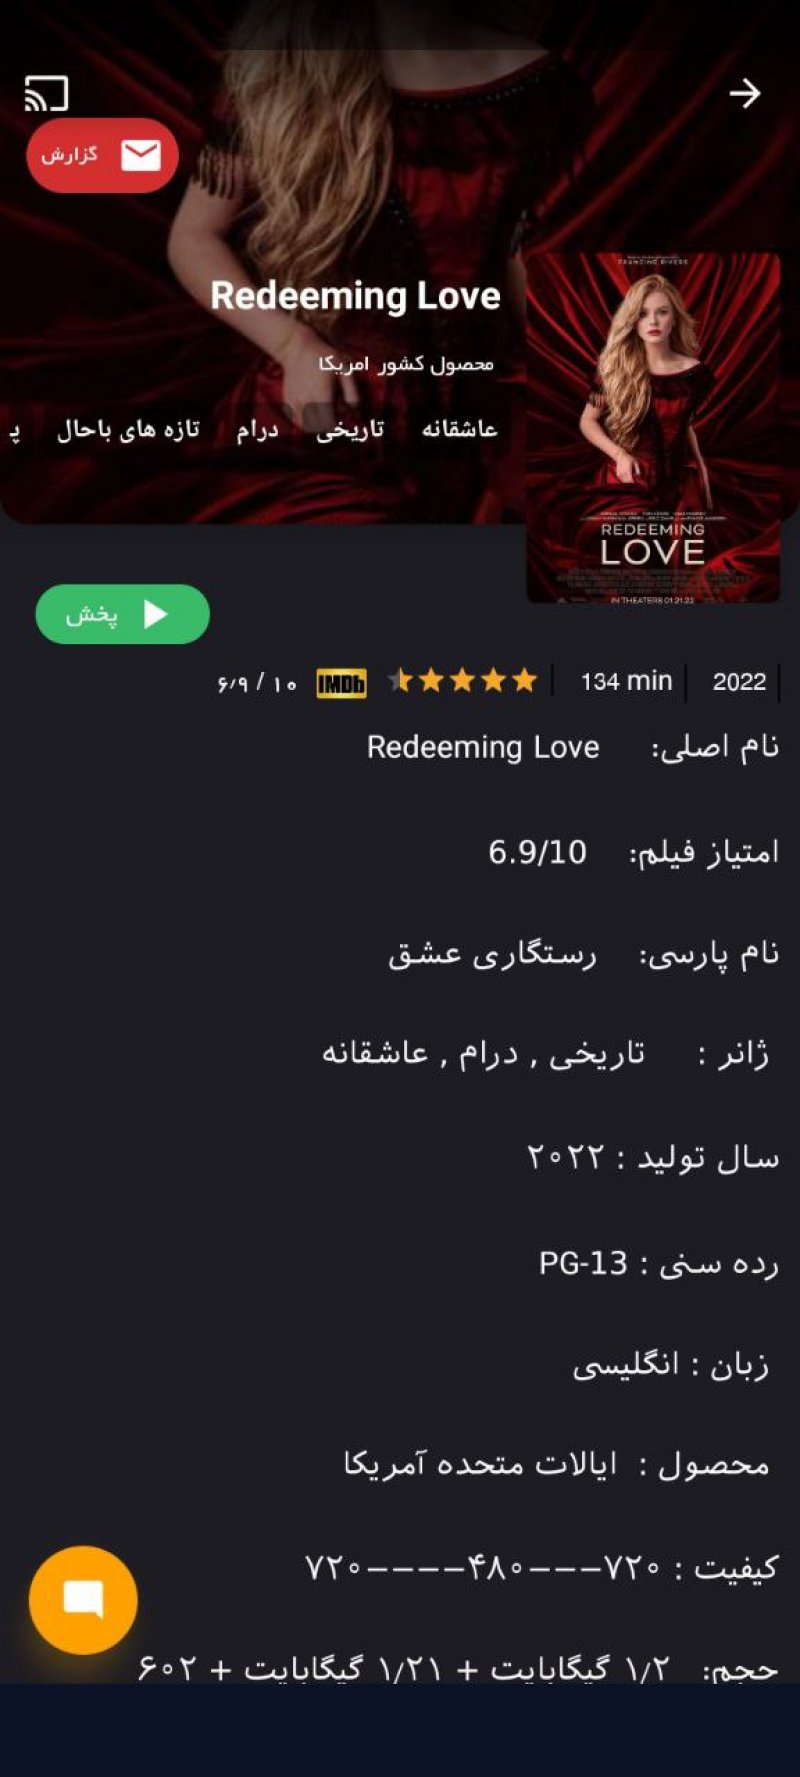 گزارش
FRANCINE RIVERS
Redeeming Love
محصول کشور امریکا
عاشقانه تاریخی درام تازه های باحال پ
REDEEMING
LOVE
IN THEATERS 01.21.22
پخش
2022 134 min IMDb ۶٫۹ / ۱۰
نام اصلی: Redeeming Love
امتیاز فیلم: 6.9/10
نام پارسی: رستگاری عشق
ژانر : تاریخی , درام , عاشقانه
سال تولید : ۲۰۲۲
رده سنی : PG-13
زبان : انگلیسی
محصول : ایالات متحده آمریکا
کیفیت : ۷۲۰---۴۸۰----۷۲۰
حجم: ۱/۲ گیگابایت + ۱/۲۱ گیگابایت + ۶۰۲